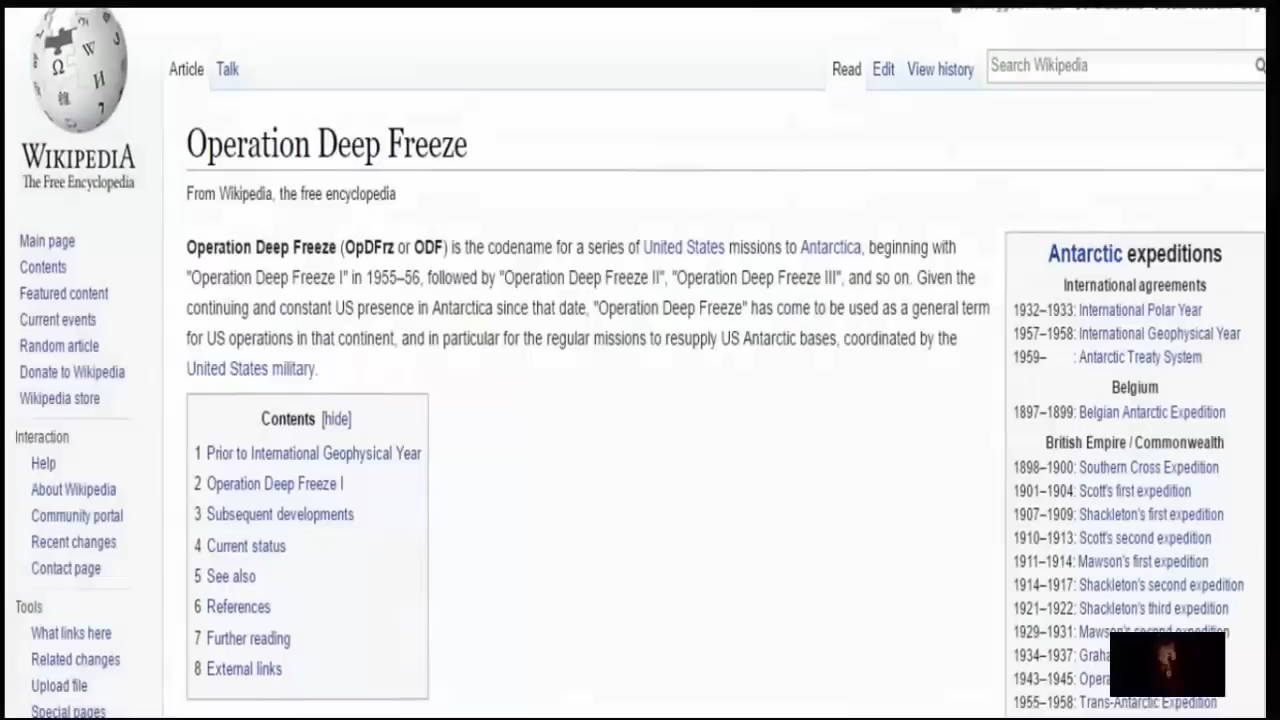 Article Talk
Read Edit View history
Search Wikipedia
WIKIPEDIA
The Free Encyclopedia
Operation Deep Freeze
From Wikipedia, the free encyclopedia
Main page
Contents
Featured content
Current events
Random article
Donate to Wikipedia
Wikipedia store
Interaction
Help
About Wikipedia
Community portal
Recent changes
Contact page
Tools
What links here
Related changes
Upload file
Special pages
Operation Deep Freeze (OpDFrz or ODF) is the codename for a series of United States missions to Antarctica, beginning with
"Operation Deep Freeze I" in 1955–56, followed by "Operation Deep Freeze II", "Operation Deep Freeze III", and so on. Given the
continuing and constant US presence in Antarctica since that date, "Operation Deep Freeze" has come to be used as a general term
for US operations in that continent, and in particular for the regular missions to resupply US Antarctic bases, coordinated by the
United States military.
Contents [hide]
1 Prior to International Geophysical Year
2 Operation Deep Freeze I
3 Subsequent developments
4 Current status
5 See also
6 References
7 Further reading
8 External links
Antarctic expeditions
International agreements
1932–1933: International Polar Year
1957–1958: International Geophysical Year
1959– : Antarctic Treaty System
Belgium
1897–1899: Belgian Antarctic Expedition
British Empire / Commonwealth
1898–1900: Southern Cross Expedition
1901–1904: Scott's first expedition
1907–1909: Shackleton's first expedition
1910–1913: Scott's second expedition
1911–1914: Mawson's first expedition
1914–1917: Shackleton's second expedition
1921–1922: Shackleton's third expedition
1929–1931: Mawson's second expedition
1934–1937:
1943–1945:
1955–1958: Trans-Antarctic Expedition